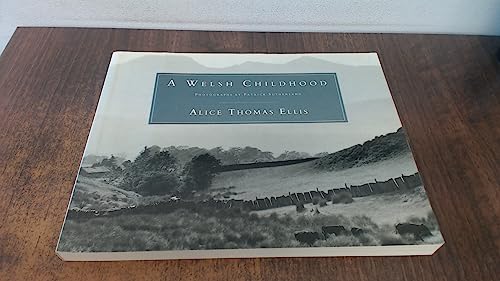 A WELSH CHILDHOOD
PHOTOGRAPHS BY PATRICK SUTHERLAND
ALICE THOMAS ELLIS